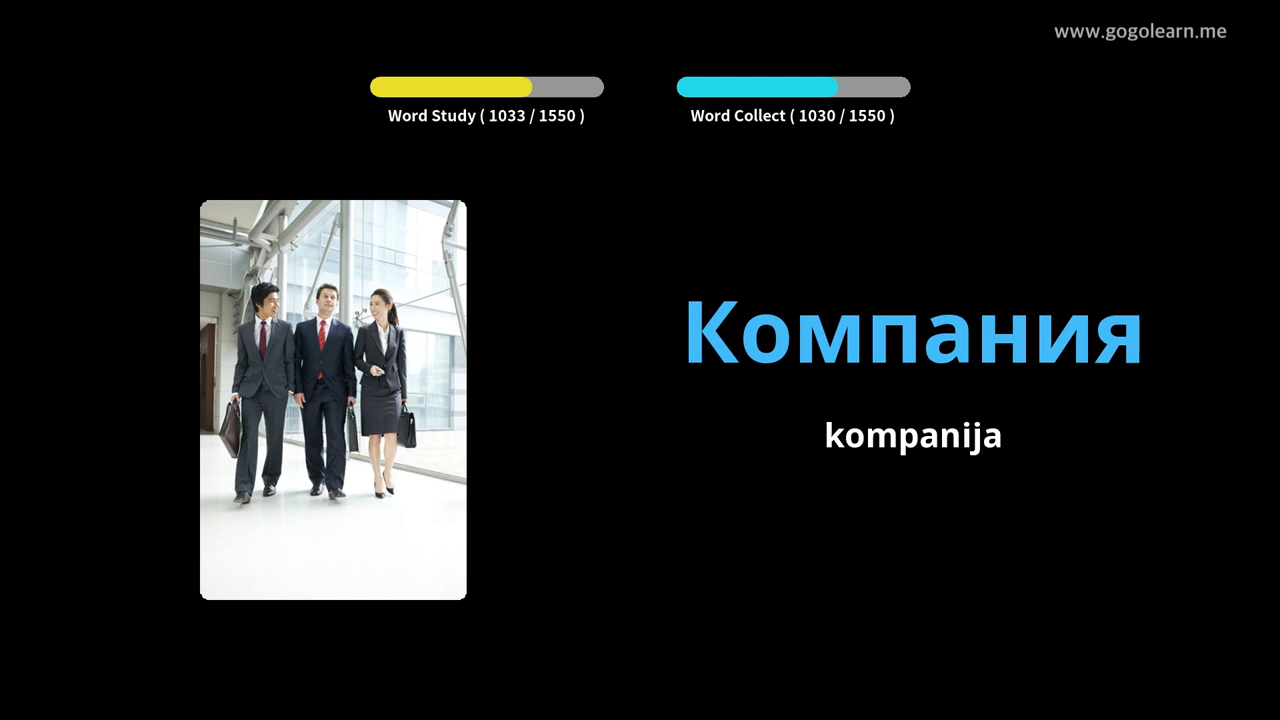 www.gogolearn.me
Word Study ( 1033 / 1550 )
Word Collect ( 1030 / 1550 )
Компания
kompanija